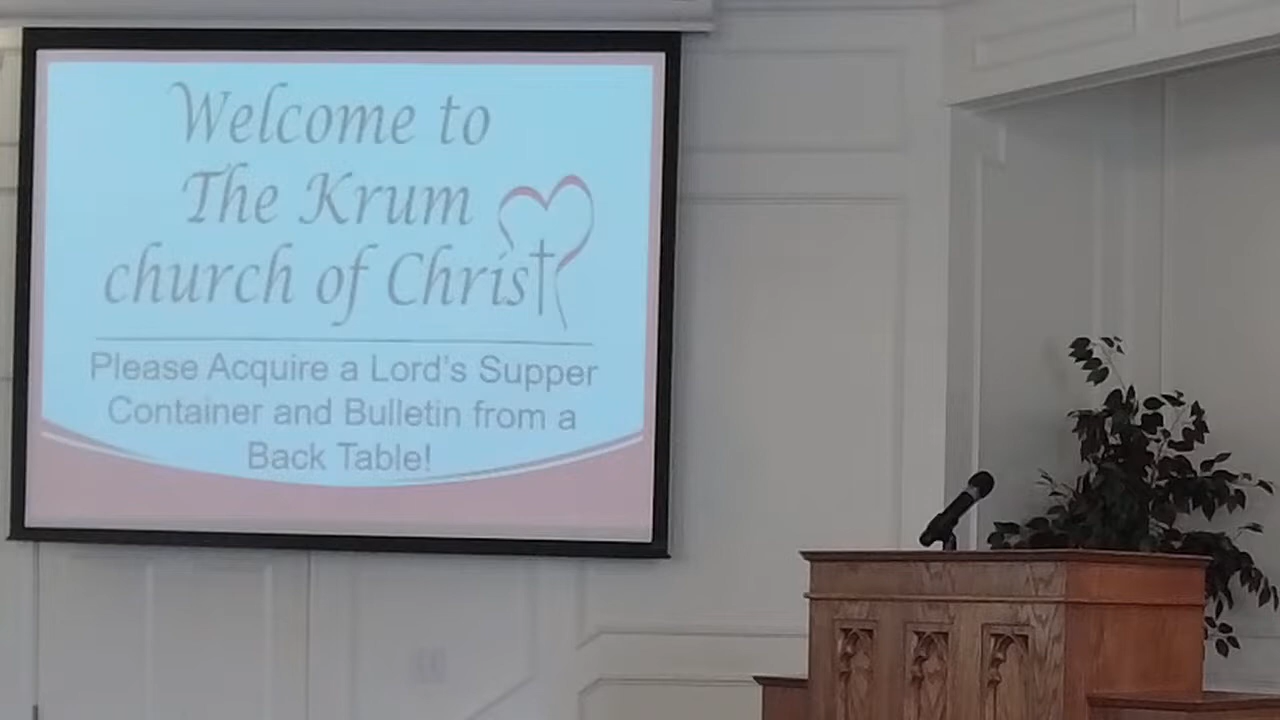 Welcome to
The Krum
church of Christ
Please Acquire a Lord's Supper
Container and Bulletin from a
Back Table!